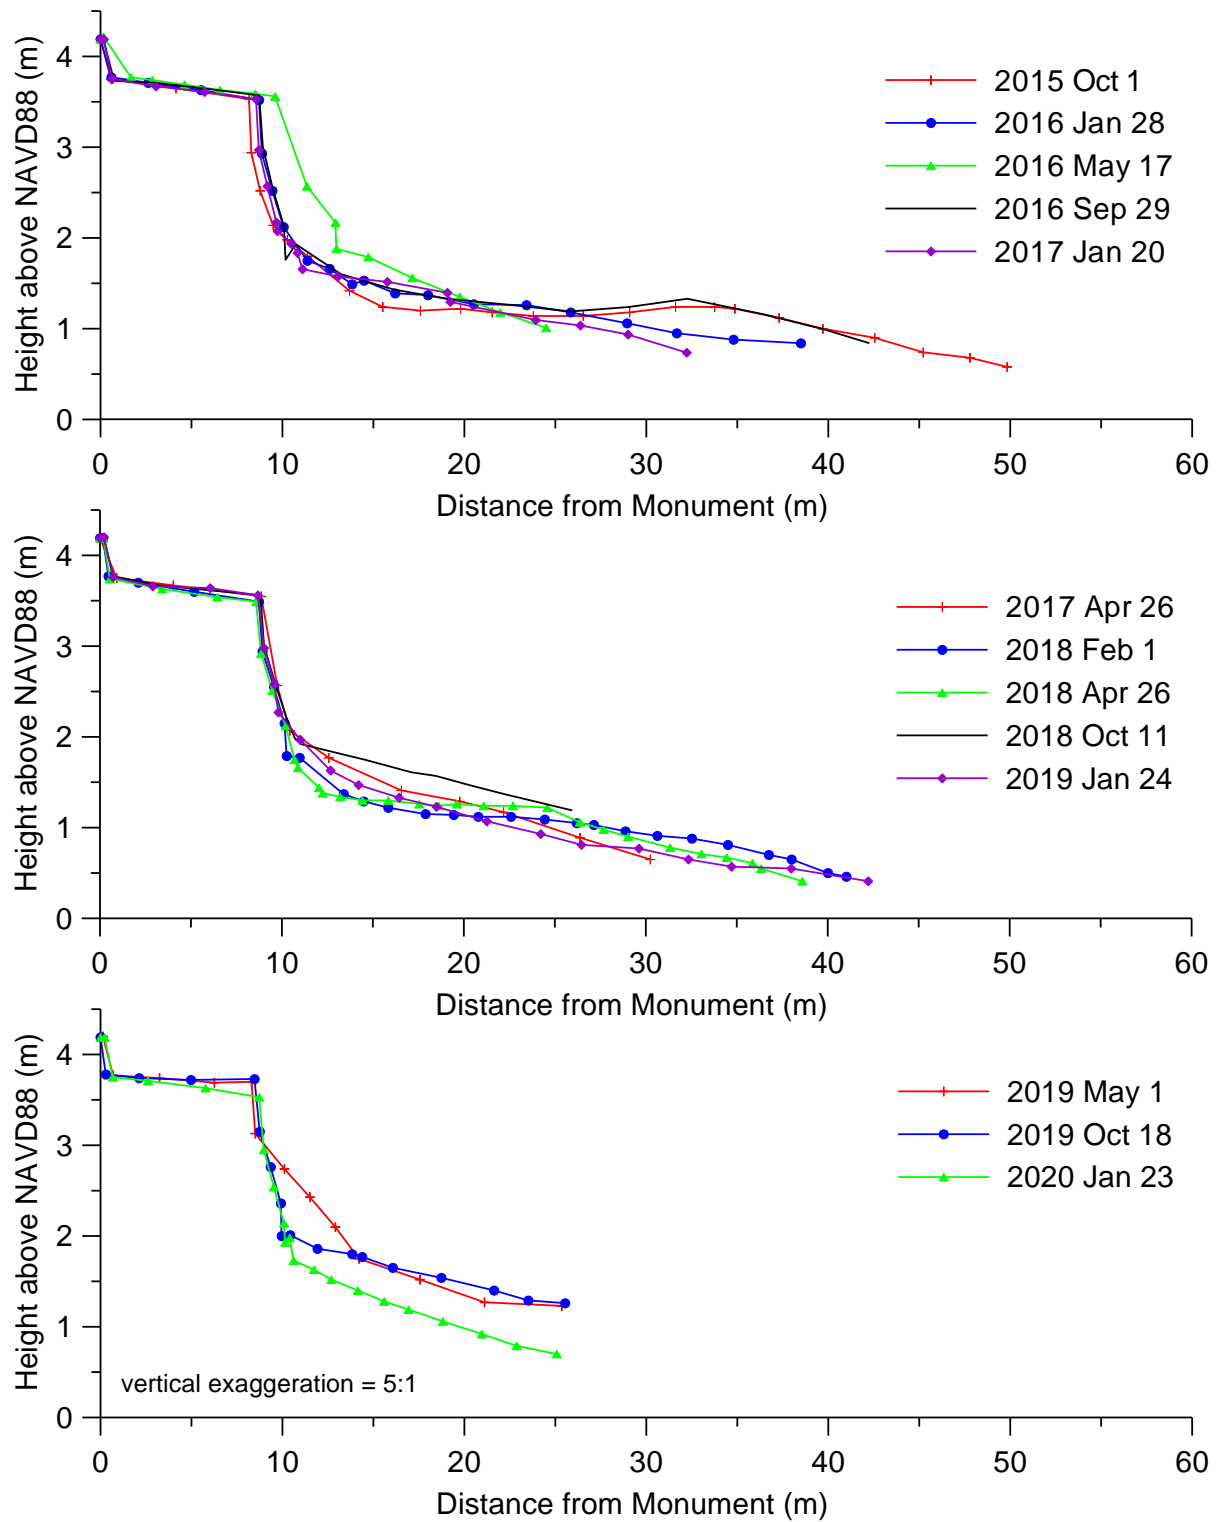 Height above NAVD88 (m)
4
3
2
1
0
2015 Oct 1
2016 Jan 28
2016 May 17
2016 Sep 29
2017 Jan 20
0 10 20 30 40 50 60
Distance from Monument (m)
Height above NAVD88 (m)
4
3
2
1
0
2017 Apr 26
2018 Feb 1
2018 Apr 26
2018 Oct 11
2019 Jan 24
0 10 20 30 40 50 60
Distance from Monument (m)
Height above NAVD88 (m)
4
3
2
1
0
2019 May 1
2019 Oct 18
2020 Jan 23
vertical exaggeration = 5:1
0 10 20 30 40 50 60
Distance from Monument (m)